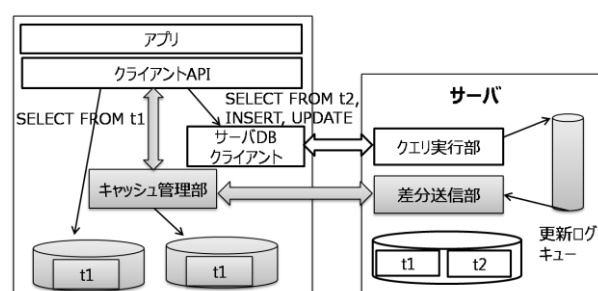 アプリ
クライアントAPI
SELECT FROM t1
SELECT FROM t2,
INSERT, UPDATE
サーバDB
クライアント
キャッシュ管理部
t1
t1
サーバ
クエリ実行部
差分送信部
更新ログ
キュー
t1
t2